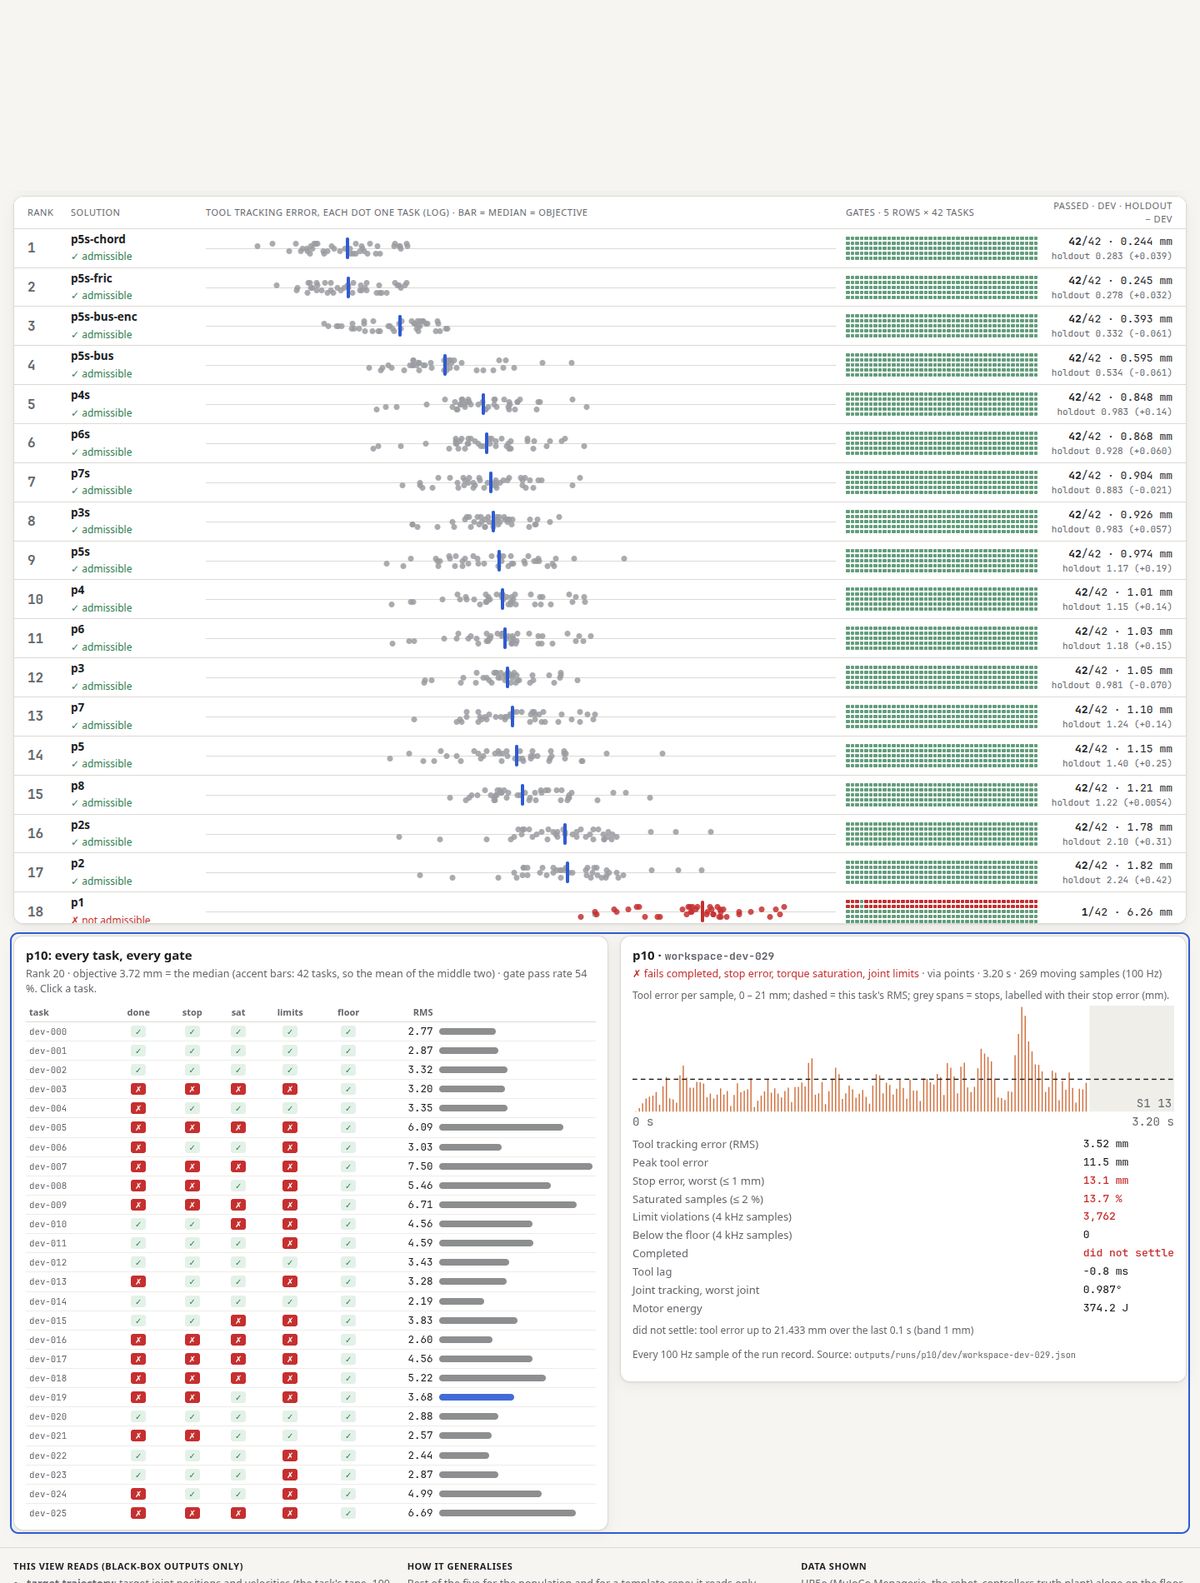 RANK SOLUTION TOOL TRACKING ERROR, EACH DOT ONE TASK (LOG) · BAR = MEDIAN = OBJECTIVE GATES · 5 ROWS × 42 TASKS PASSED · DEV · HOLDOUT
− DEV
1 p5s-chord 42/42 · 0.244 mm
✓ admissible holdout 0.283 (+0.039)
2 p5s-fric 42/42 · 0.245 mm
✓ admissible holdout 0.278 (+0.032)
3 p5s-bus-enc 42/42 · 0.393 mm
✓ admissible holdout 0.332 (-0.061)
4 p5s-bus 42/42 · 0.595 mm
✓ admissible holdout 0.534 (-0.061)
5 p4s 42/42 · 0.848 mm
✓ admissible holdout 0.983 (+0.14)
6 p6s 42/42 · 0.868 mm
✓ admissible holdout 0.928 (+0.060)
7 p7s 42/42 · 0.904 mm
✓ admissible holdout 0.883 (-0.021)
8 p3s 42/42 · 0.926 mm
✓ admissible holdout 0.983 (+0.057)
9 p5s 42/42 · 0.974 mm
✓ admissible holdout 1.17 (+0.19)
10 p4 42/42 · 1.01 mm
✓ admissible holdout 1.15 (+0.14)
11 p6 42/42 · 1.03 mm
✓ admissible holdout 1.18 (+0.15)
12 p3 42/42 · 1.05 mm
✓ admissible holdout 0.981 (-0.070)
13 p7 42/42 · 1.10 mm
✓ admissible holdout 1.24 (+0.14)
14 p5 42/42 · 1.15 mm
✓ admissible holdout 1.40 (+0.25)
15 p8 42/42 · 1.21 mm
✓ admissible holdout 1.22 (+0.0054)
16 p2s 42/42 · 1.78 mm
✓ admissible holdout 2.10 (+0.31)
17 p2 42/42 · 1.82 mm
✓ admissible holdout 2.24 (+0.42)
18 p1 1/42 · 6.26 mm
✗ not admissible
p10: every task, every gate
Rank 20 · objective 3.72 mm = the median (accent bars: 42 tasks, so the mean of the middle two) · gate pass rate 54
%. Click a task.
task done stop sat limits floor RMS
dev-000 ✓ ✓ ✓ ✓ ✓ 2.77
dev-001 ✓ ✓ ✓ ✓ ✓ 2.87
dev-002 ✓ ✓ ✓ ✓ ✓ 3.32
dev-003 ✗ ✗ ✗ ✗ ✓ 3.20
dev-004 ✗ ✓ ✓ ✓ ✓ 3.35
dev-005 ✗ ✗ ✗ ✗ ✓ 6.09
dev-006 ✗ ✓ ✓ ✗ ✓ 3.03
dev-007 ✗ ✗ ✗ ✗ ✓ 7.50
dev-008 ✗ ✗ ✓ ✗ ✓ 5.46
dev-009 ✗ ✗ ✗ ✗ ✓ 6.71
dev-010 ✓ ✓ ✗ ✗ ✓ 4.56
dev-011 ✓ ✓ ✓ ✗ ✓ 4.59
dev-012 ✓ ✓ ✓ ✓ ✓ 3.43
dev-013 ✗ ✓ ✓ ✗ ✓ 3.28
dev-014 ✓ ✓ ✓ ✓ ✓ 2.19
dev-015 ✓ ✓ ✗ ✗ ✓ 3.83
dev-016 ✗ ✗ ✗ ✗ ✓ 2.60
dev-017 ✗ ✗ ✗ ✗ ✓ 4.56
dev-018 ✗ ✗ ✗ ✗ ✓ 5.22
dev-019 ✗ ✗ ✓ ✗ ✓ 3.68
dev-020 ✓ ✓ ✓ ✓ ✓ 2.88
dev-021 ✗ ✗ ✓ ✓ ✓ 2.57
dev-022 ✓ ✓ ✓ ✗ ✓ 2.44
dev-023 ✓ ✓ ✓ ✗ ✓ 2.87
dev-024 ✗ ✓ ✓ ✗ ✓ 4.99
dev-025 ✗ ✗ ✗ ✗ ✓ 6.69
p10 · workspace-dev-029
✗ fails completed, stop error, torque saturation, joint limits · via points · 3.20 s · 269 moving samples (100 Hz)
Tool error per sample, 0 – 21 mm; dashed = this task's RMS; grey spans = stops, labelled with their stop error (mm).
S1 13
0 s 3.20 s
Tool tracking error (RMS) 3.52 mm
Peak tool error 11.5 mm
Stop error, worst (≤ 1 mm) 13.1 mm
Saturated samples (≤ 2 %) 13.7 %
Limit violations (4 kHz samples) 3,762
Below the floor (4 kHz samples) 0
Completed did not settle
Tool lag -0.8 ms
Joint tracking, worst joint 0.987°
Motor energy 374.2 J
did not settle: tool error up to 21.433 mm over the last 0.1 s (band 1 mm)
Every 100 Hz sample of the run record. Source: outputs/runs/p10/dev/workspace-dev-029.json
THIS VIEW READS (BLACK-BOX OUTPUTS ONLY) HOW IT GENERALISES DATA SHOWN